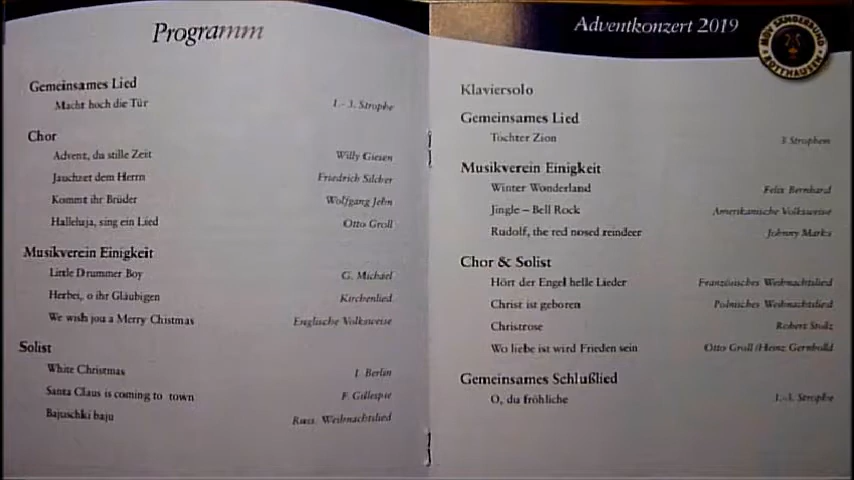 Programm
Gemeinsames Lied
Macht hoch die Tür 1.- 3. Strophe
Chor
Advent, du stille Zeit Willy Giesen
Jauchzet dem Herrn Friedrich Silcher
Kommt ihr Brüder Wolfgang Jehn
Halleluja, sing ein Lied Otto Groll
Musikverein Einigkeit
Little Drummer Boy G. Michael
Herbei, o ihr Gläubigen Kirchenlied
We wish you a Merry Chistmas Englische Volksweise
Solist
White Christmas I. Berlin
Santa Claus is coming to town F. Gillespie
Bajuschki baju Russ. Weihnachtslied
Adventkonzert 2019
MGV SÄNGERBUND
ROTTHAUSEN
Klaviersolo
Gemeinsames Lied
Tochter Zion 3 Strophen
Musikverein Einigkeit
Winter Wonderland Felix Bernhard
Jingle – Bell Rock Amerikanische Volksweise
Rudolf, the red nosed reindeer Johnny Marks
Chor & Solist
Hört der Engel helle Lieder Französisches Weihnachtslied
Christ ist geboren Polnisches Weihnachtslied
Christrose Robert Stolz
Wo liebe ist wird Frieden sein Otto Groll/Heinz Gernhold
Gemeinsames Schlußlied
O, du fröhliche 1.-3. Strophe